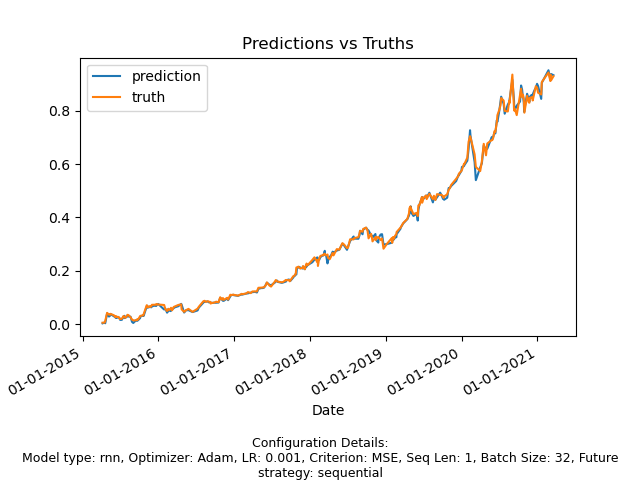 Predictions vs Truths
prediction
truth
0.8
0.6
0.4
0.2
0.0
01-01-2015
01-01-2016
01-01-2017
01-01-2018
01-01-2019
01-01-2020
01-01-2021
Date
Configuration Details:
Model type: rnn, Optimizer: Adam, LR: 0.001, Criterion: MSE, Seq Len: 1, Batch Size: 32, Future
strategy: sequential